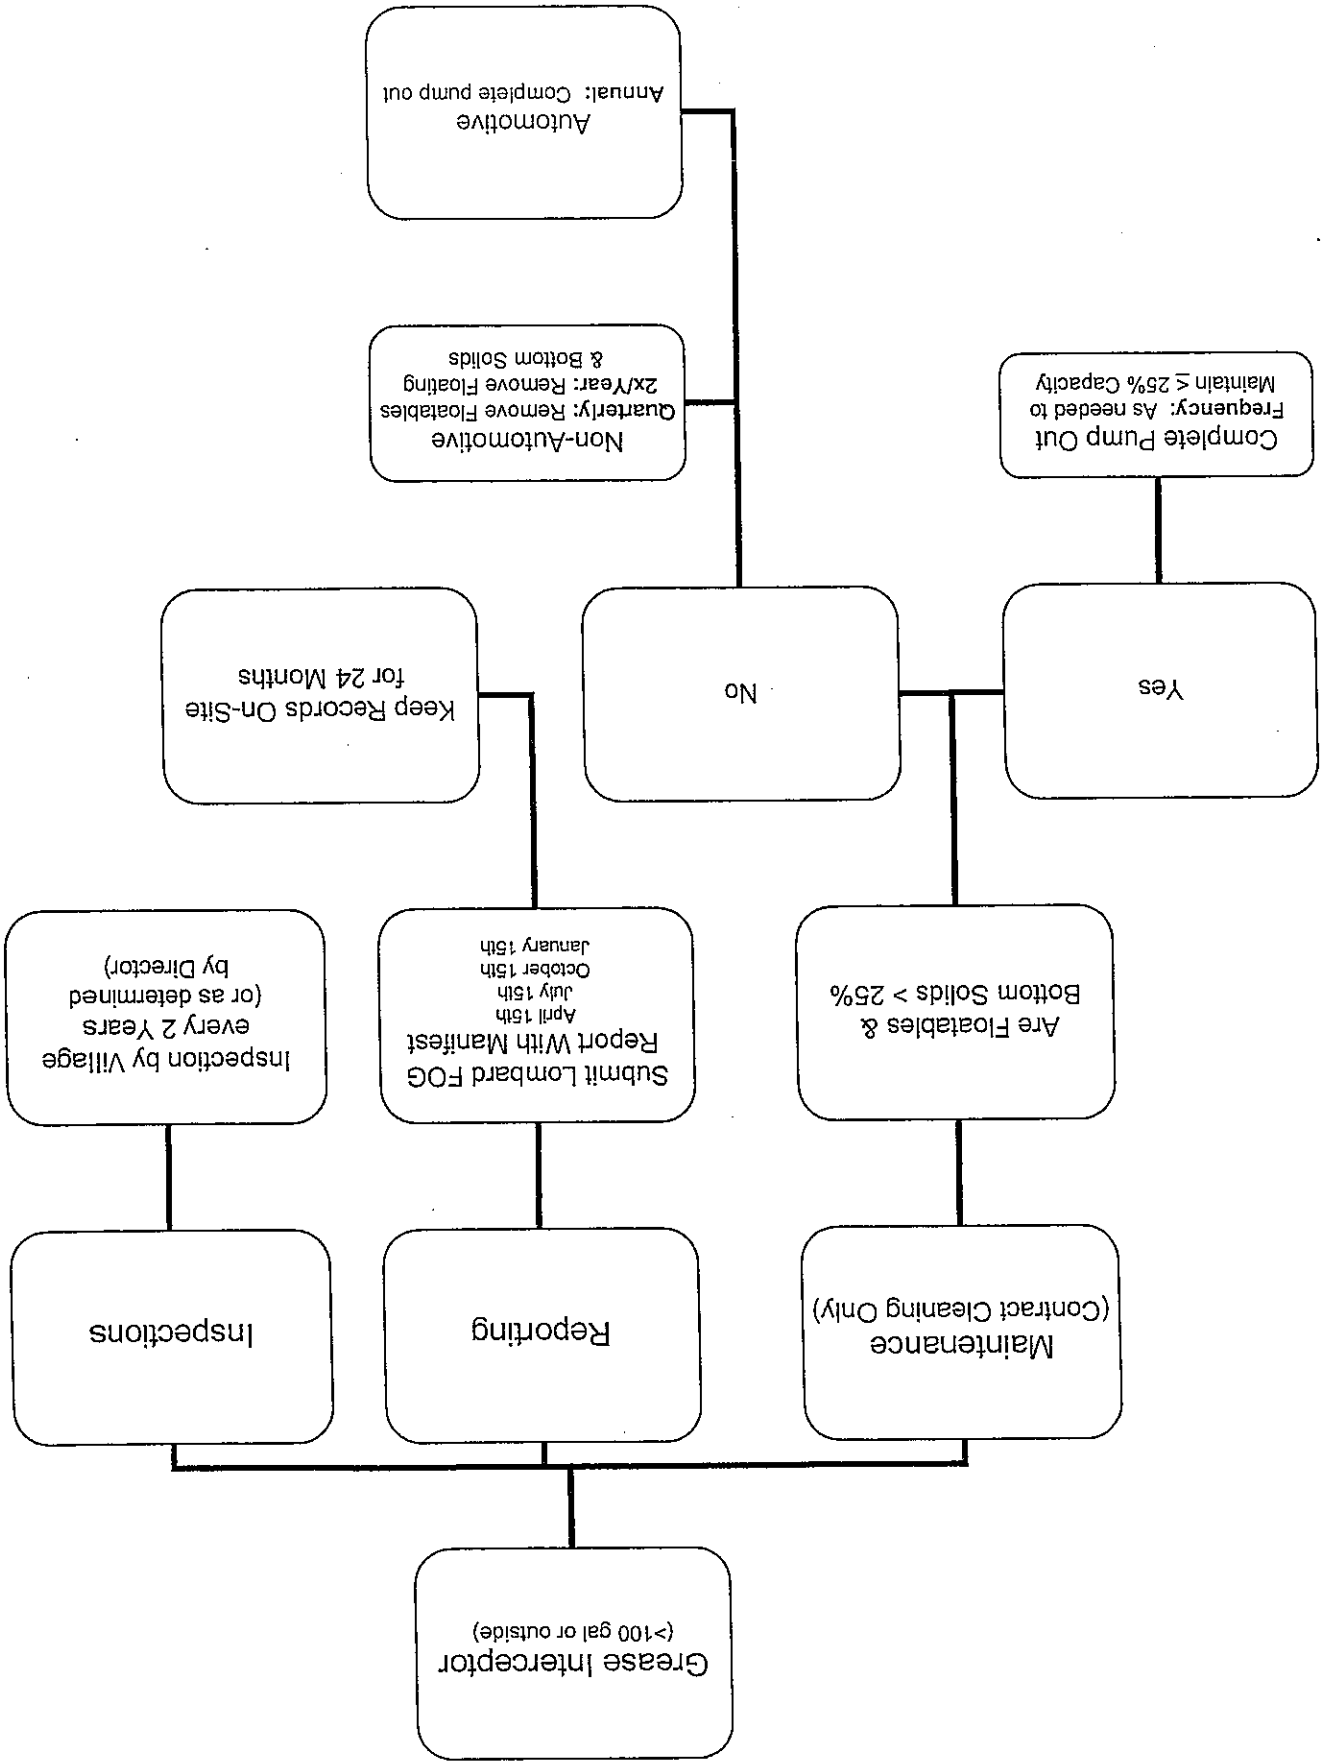 Grease Interceptor
(>100 gal or outside)
Maintenance
(Contract Cleaning Only)
Reporting
Inspections
Are Floatables &
Bottom Solids > 25%
Submit Lombard FOG
Report With Manifest
April 15th
July 15th
October 15th
January 15th
Inspection by Village
every 2 Years
(or as determined
by Director)
Yes
No
Keep Records On-Site
for 24 Months
Complete Pump Out
Frequency: As needed to
Maintain ≤ 25% Capacity
Non-Automotive
Quarterly: Remove Floatables
2x/Year: Remove Floating
& Bottom Solids
Automotive
Annual: Complete pump out